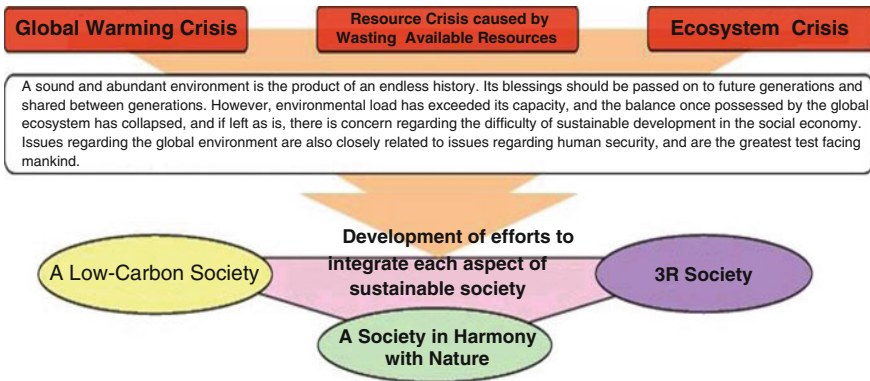 Global Warming Crisis
Resource Crisis caused by
Wasting Available Resources
Ecosystem Crisis
A sound and abundant environment is the product of an endless history. Its blessings should be passed on to future generations and
shared between generations. However, environmental load has exceeded its capacity, and the balance once possessed by the global
ecosystem has collapsed, and if left as is, there is concern regarding the difficulty of sustainable development in the social economy.
Issues regarding the global environment are also closely related to issues regarding human security, and are the greatest test facing
mankind.
Development of efforts to
integrate each aspect of
sustainable society
A Low-Carbon Society
3R Society
A Society in Harmony
with Nature